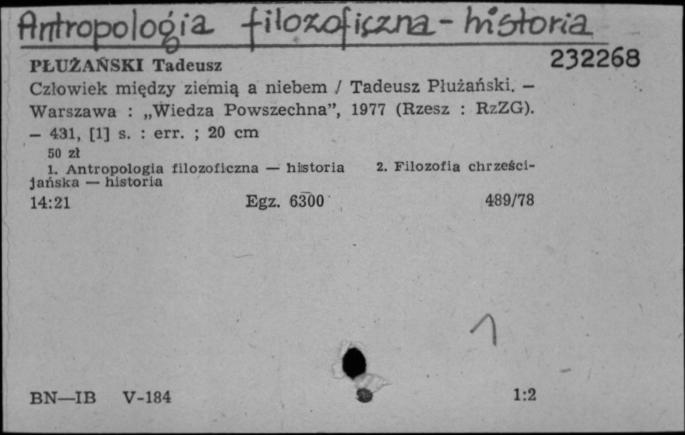 Antropologia filozoficzna - historia
232268
PŁUŻAŃSKI Tadeusz
Człowiek między ziemią a niebem / Tadeusz Płużański. —
Warszawa : „Wiedza Powszechna”, 1977 (Rzesz : RzZG).
— 431, [1] s. : err. ; 20 cm
50 zł
1. Antropologia filozoficzna — historia 2. Filozofia chrześci-
jańska — historia
14:21 Egz. 6300 489/78
1
BN—IB V-184 1:2